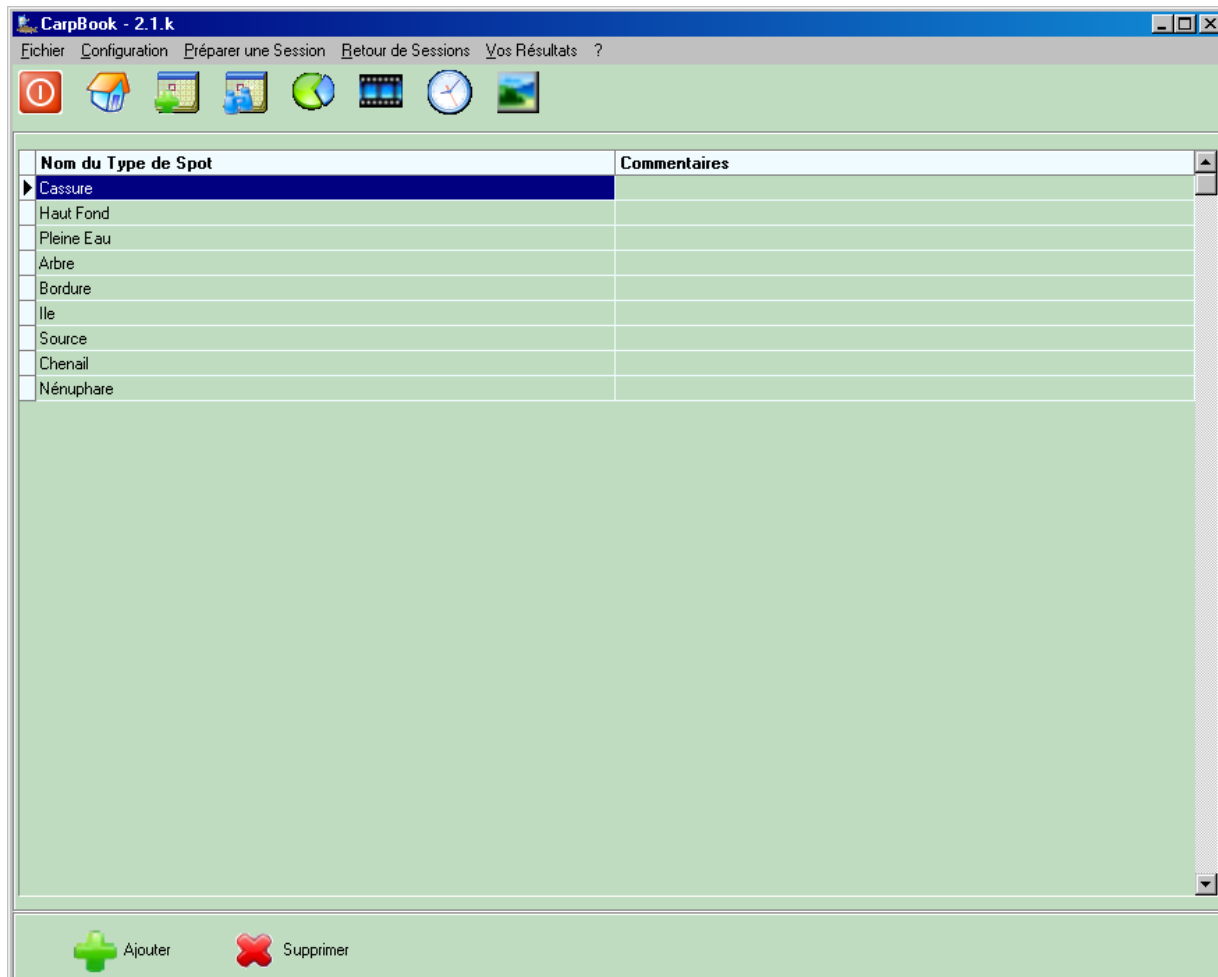 CarpBook - 2.1.k
Fichier Configuration Préparer une Session Retour de Sessions Vos Résultats ?
Nom du Type de Spot Commentaires
Cassure
Haut Fond
Pleine Eau
Arbre
Bordure
Ile
Source
Chenail
Nénuphare
Ajouter Supprimer